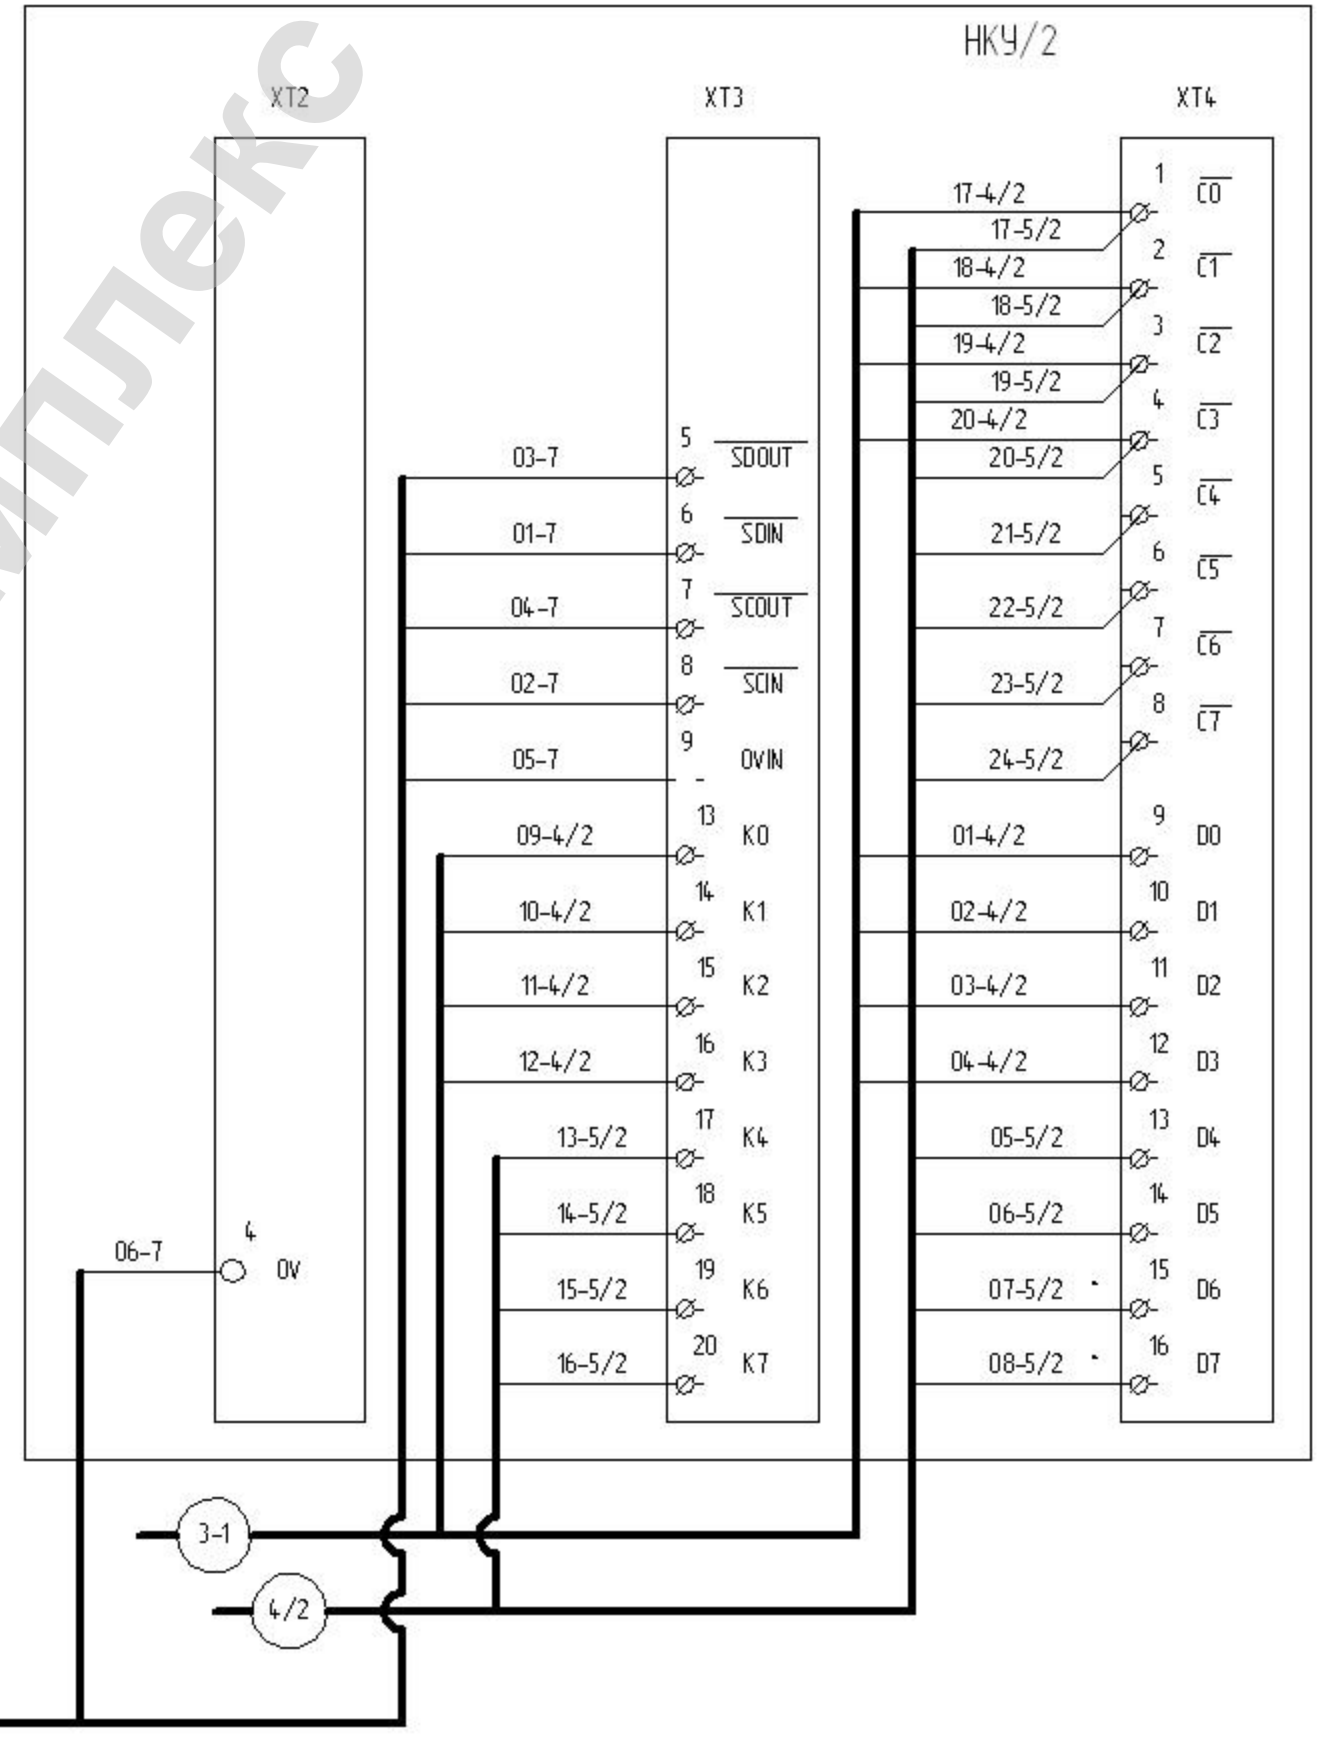 НКУ/2
XT2
XT3
XT4
мплекс
06-7
4
0V
03-7
5
SDOUT
01-7
6
SDIN
04-7
7
SCOUT
02-7
8
SCIN
05-7
9
0VIN
09-4/2
13
K0
10-4/2
14
K1
11-4/2
15
K2
12-4/2
16
K3
13-5/2
17
K4
14-5/2
18
K5
15-5/2
19
K6
16-5/2
20
K7
17-4/2
1
C0
17-5/2
18-4/2
2
C1
18-5/2
19-4/2
3
C2
19-5/2
20-4/2
4
C3
20-5/2
21-5/2
5
C4
22-5/2
6
C5
23-5/2
7
C6
24-5/2
8
C7
01-4/2
9
D0
02-4/2
10
D1
03-4/2
11
D2
04-4/2
12
D3
05-5/2
13
D4
06-5/2
14
D5
07-5/2
15
D6
08-5/2
16
D7
3-1
4/2